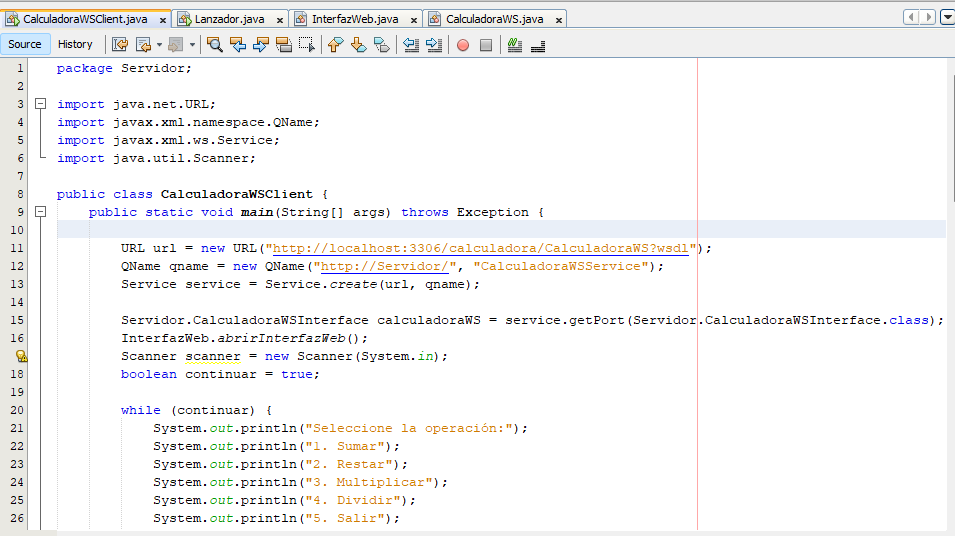 CalculadoraWSClient.java
Lanzador.java
InterfazWeb.java
CalculadoraWS.java
Source History
1 package Servidor;
2
3 import java.net.URL;
4 import javax.xml.namespace.QName;
5 import javax.xml.ws.Service;
6 import java.util.Scanner;
7
8 public class CalculadoraWSClient {
9 public static void main(String[] args) throws Exception {
10
11 URL url = new URL("http://localhost:3306/calculadora/CalculadoraWS?wsdl");
12 QName qname = new QName("http://Servidor/", "CalculadoraWSService");
13 Service service = Service.create(url, qname);
14
15 Servidor.CalculadoraWSInterface calculadoraWS = service.getPort(Servidor.CalculadoraWSInterface.class);
16 InterfazWeb.abrirInterfazWeb();
Scanner scanner = new Scanner(System.in);
18 boolean continuar = true;
19
20 while (continuar) {
21 System.out.println("Seleccione la operación:");
22 System.out.println("1. Sumar");
23 System.out.println("2. Restar");
24 System.out.println("3. Multiplicar");
25 System.out.println("4. Dividir");
26 System.out.println("5. Salir");